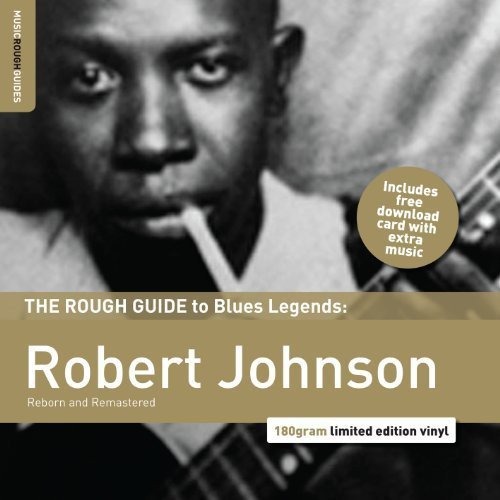 MUSIC ROUGH GUIDES
Includes
free
download
card with
extra
music
THE ROUGH GUIDE to Blues Legends:
Robert Johnson
Reborn and Remastered
180gram limited edition vinyl